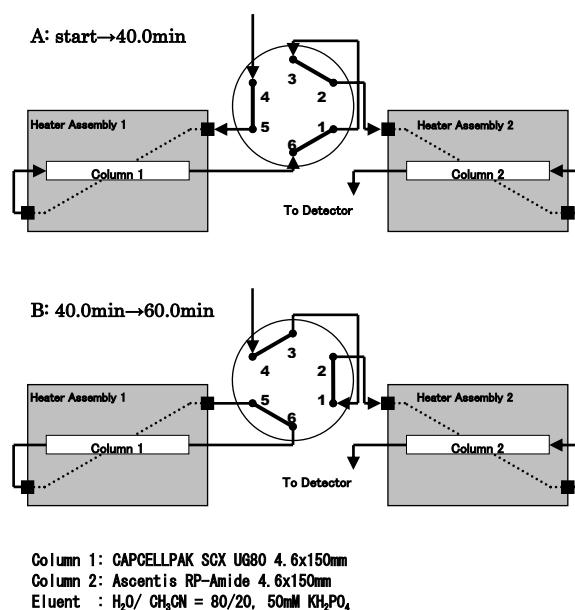 A: start→40.0min
3
2
4
5
1
6
Heater Assembly 1
Column 1
Heater Assembly 2
Column 2
To Detector
B: 40.0min→60.0min
3
4
2
5
1
6
Heater Assembly 1
Column 1
Heater Assembly 2
Column 2
To Detector
Column 1: CAPCELLPAK SCX UG80 4.6x150mm
Column 2: Ascentis RP-Amide 4.6x150mm
Eluent : H₂O/ CH₃CN = 80/20, 50mM KH₂PO₄